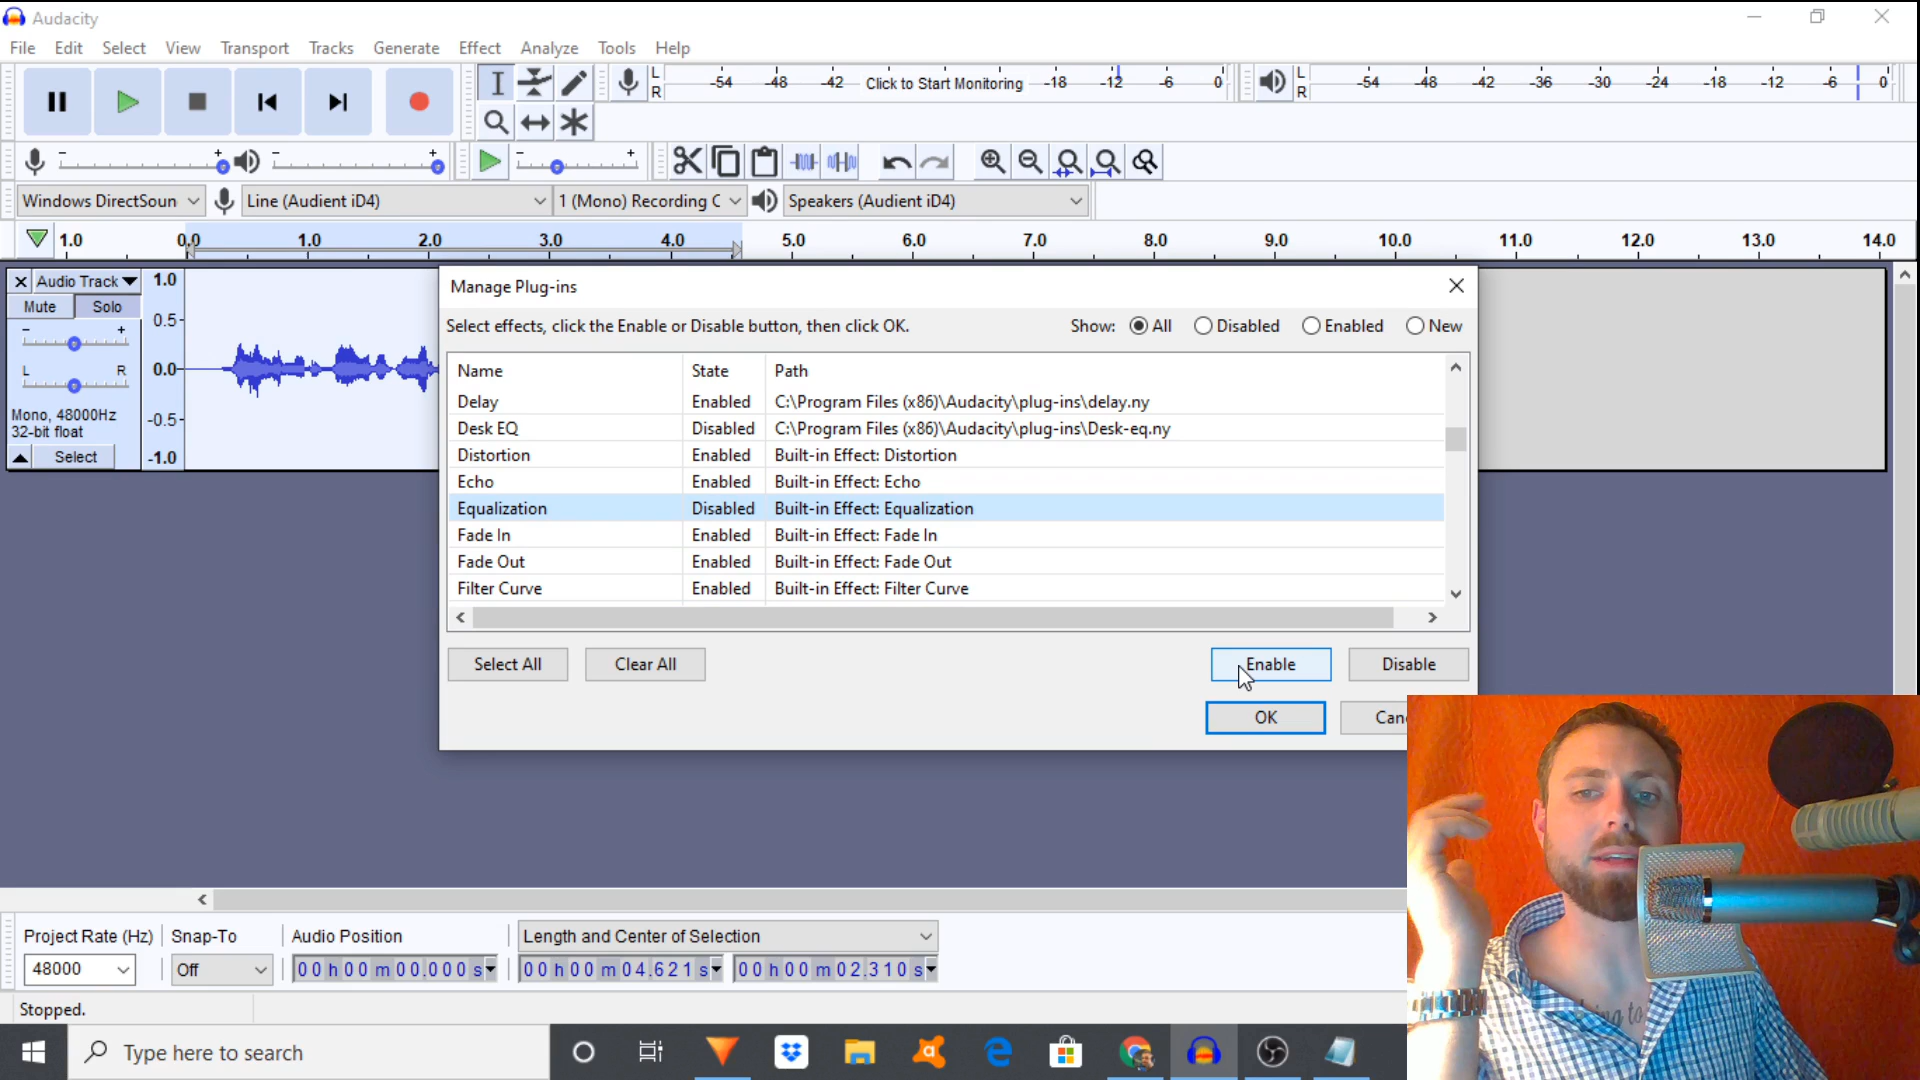 Audacity
File Edit Select View Transport Tracks Generate Effect Analyze Tools Help
L
R
-54 -48 -42 Click to Start Monitoring -18 -12 -6 0
L
R
-54 -48 -42 -36 -30 -24 -18 -12 -6 0
- + - +
- +
Windows DirectSoun Line (Audient iD4) 1 (Mono) Recording C Speakers (Audient iD4)
1.0 0.0 1.0 2.0 3.0 4.0 5.0 6.0 7.0 8.0 9.0 10.0 11.0 12.0 13.0 14.0
X Audio Track
Mute Solo
- +
L R
Mono, 48000Hz
32-bit float
Select
1.0
0.5-
0.0-
-0.5-
-1.0
Manage Plug-ins
Select effects, click the Enable or Disable button, then click OK.
Show: All Disabled Enabled New
Name State Path
Delay Enabled C:\Program Files (x86)\Audacity\plug-ins\delay.ny
Desk EQ Disabled C:\Program Files (x86)\Audacity\plug-ins\Desk-eq.ny
Distortion Enabled Built-in Effect: Distortion
Echo Enabled Built-in Effect: Echo
Equalization Disabled Built-in Effect: Equalization
Fade In Enabled Built-in Effect: Fade In
Fade Out Enabled Built-in Effect: Fade Out
Filter Curve Enabled Built-in Effect: Filter Curve
Select All Clear All Enable Disable
OK Canc
Project Rate (Hz) Snap-To Audio Position Length and Center of Selection
48000 Off 00 h 00 m 00.000 s 00 h 00 m 04.621 s 00 h 00 m 02.310 s
Stopped.
Type here to search